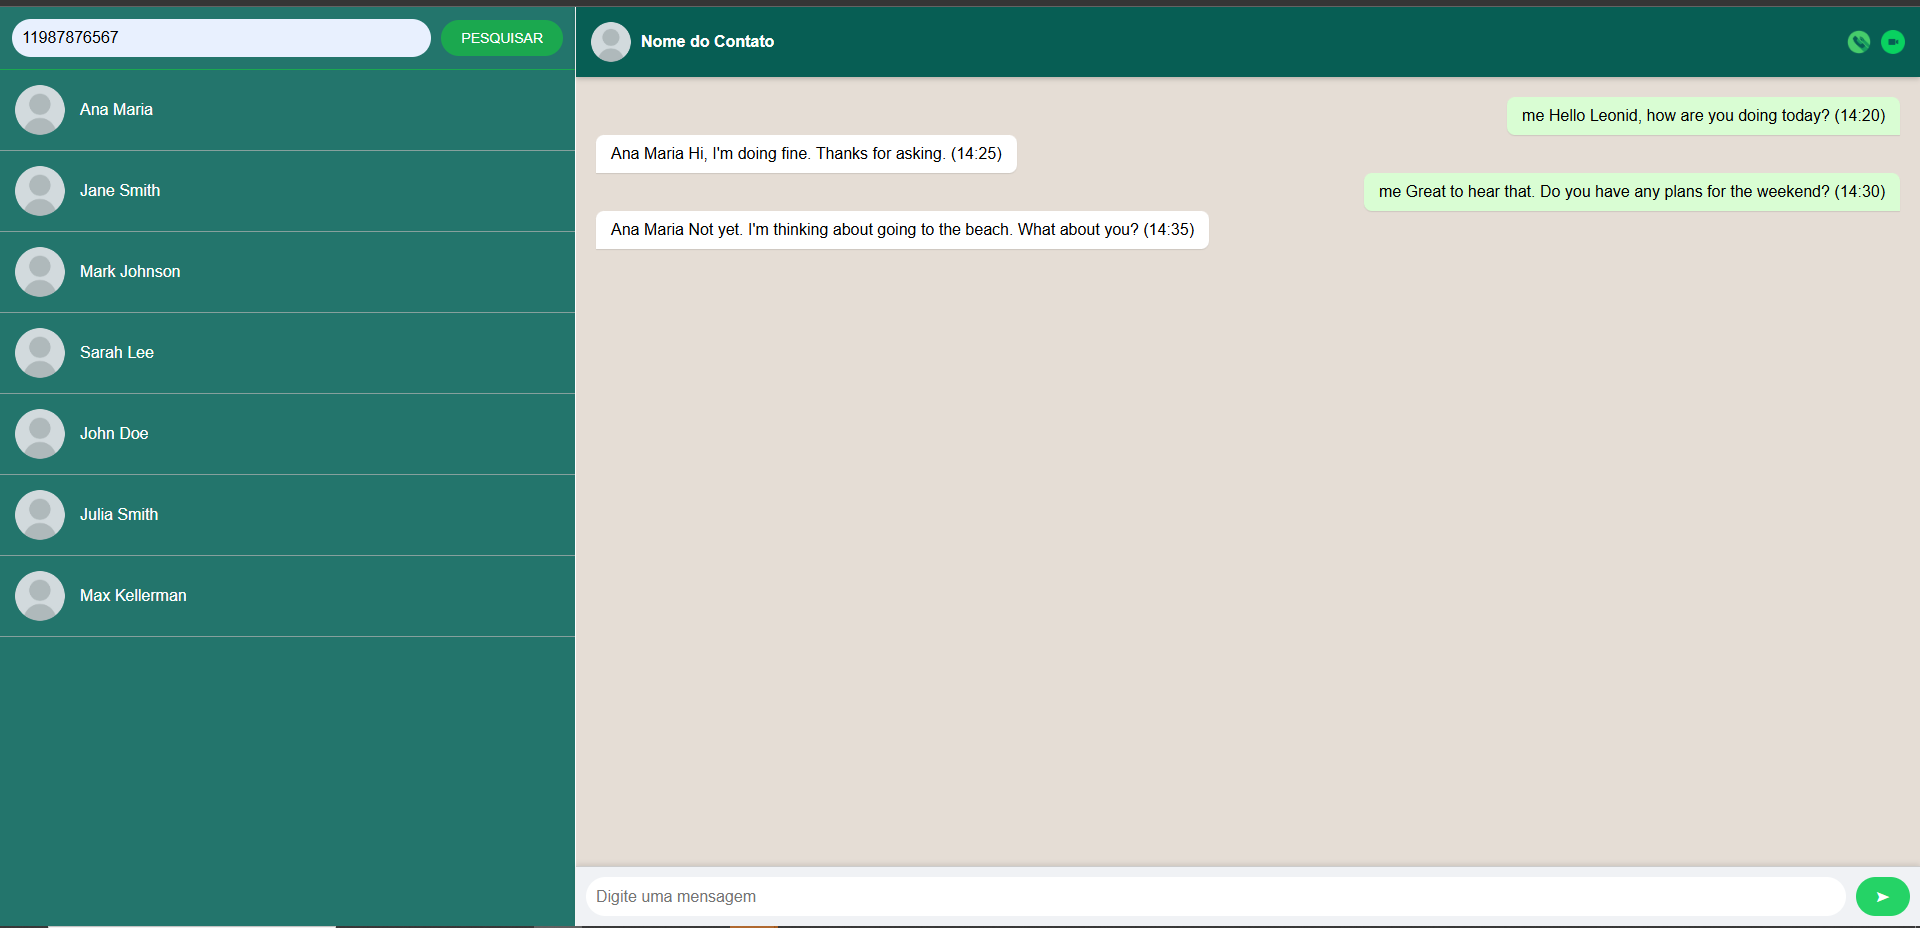 11987876567
PESQUISAR
Ana Maria
Jane Smith
Mark Johnson
Sarah Lee
John Doe
Julia Smith
Max Kellerman
Nome do Contato
me Hello Leonid, how are you doing today? (14:20)
Ana Maria Hi, I'm doing fine. Thanks for asking. (14:25)
me Great to hear that. Do you have any plans for the weekend? (14:30)
Ana Maria Not yet. I'm thinking about going to the beach. What about you? (14:35)
Digite uma mensagem